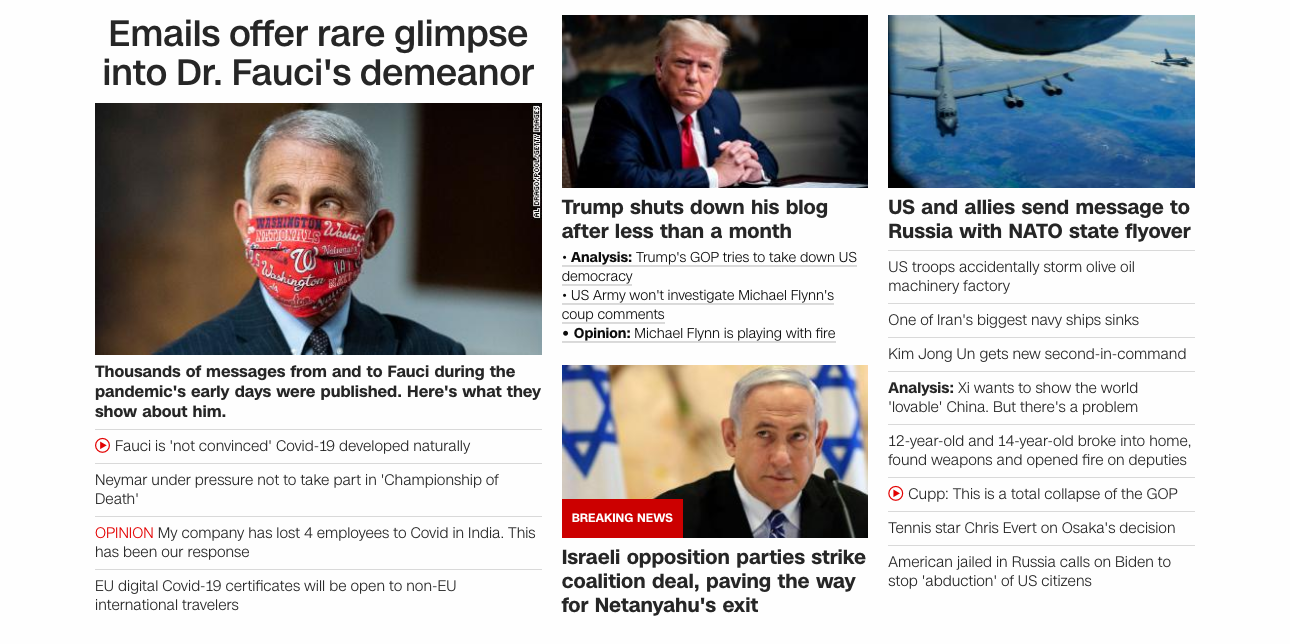 Emails offer rare glimpse
into Dr. Fauci's demeanor
AL DRAGO/POOL/GETTY IMAGES
WASHINGTON
NATIONALS
Washington
Thousands of messages from and to Fauci during the
pandemic's early days were published. Here's what they
show about him.
Fauci is 'not convinced' Covid-19 developed naturally
Neymar under pressure not to take part in 'Championship of
Death'
OPINION My company has lost 4 employees to Covid in India. This
has been our response
EU digital Covid-19 certificates will be open to non-EU
international travelers
Trump shuts down his blog
after less than a month
• Analysis: Trump's GOP tries to take down US
democracy
• US Army won't investigate Michael Flynn's
coup comments
• Opinion: Michael Flynn is playing with fire
BREAKING NEWS
Israeli opposition parties strike
coalition deal, paving the way
for Netanyahu's exit
US and allies send message to
Russia with NATO state flyover
US troops accidentally storm olive oil
machinery factory
One of Iran's biggest navy ships sinks
Kim Jong Un gets new second-in-command
Analysis: Xi wants to show the world
'lovable' China. But there's a problem
12-year-old and 14-year-old broke into home,
found weapons and opened fire on deputies
Cupp: This is a total collapse of the GOP
Tennis star Chris Evert on Osaka's decision
American jailed in Russia calls on Biden to
stop 'abduction' of US citizens